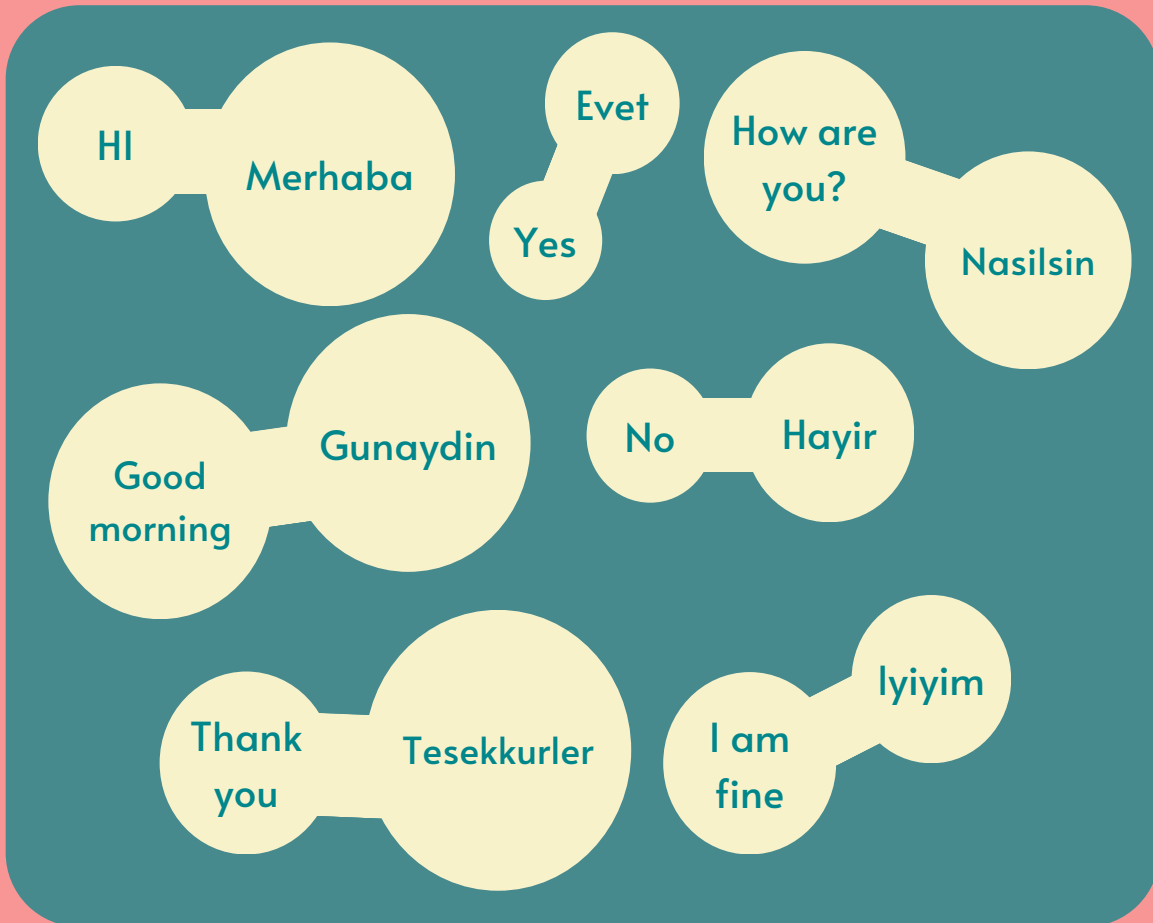 HI
Merhaba
Evet
Yes
How are
you?
Nasilsin
Good
morning
Gunaydin
No
Hayir
Thank
you
Tesekkurler
I am
fine
Iyiyim